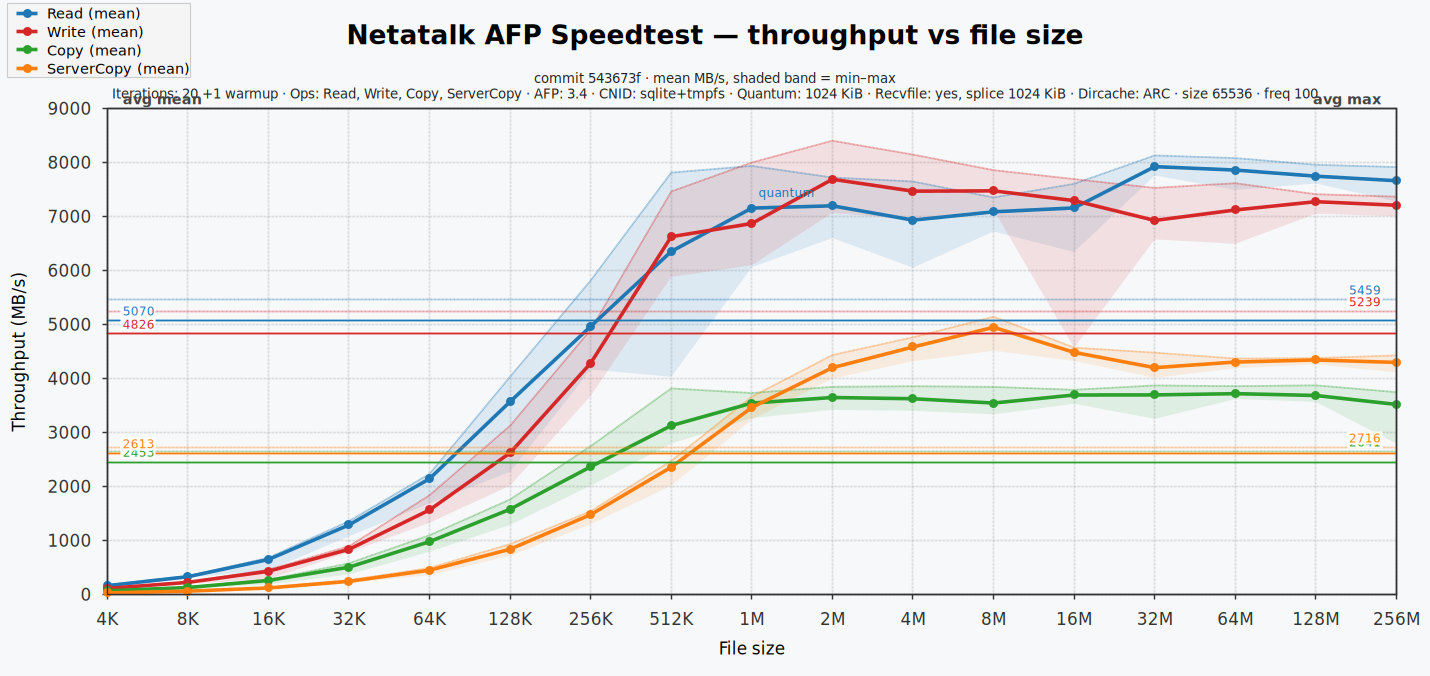 Read (mean)
Write (mean)
Copy (mean)
ServerCopy (mean)
Netatalk AFP Speedtest — throughput vs file size
commit 543673f · mean MB/s, shaded band = min–max
Iterations: 20 +1 warmup · Ops: Read, Write, Copy, ServerCopy · AFP: 3.4 · CNID: sqlite+tmpfs · Quantum: 1024 KiB · Recvfile: yes, splice 1024 KiB · Dircache: ARC · size 65536 · freq 100
avg mean
avg max
9000
8000
7000
6000
5000
4000
3000
2000
1000
0
Throughput (MB/s)
quantum
5070
4826
2613
2453
5459
5239
2716
4K 8K 16K 32K 64K 128K 256K 512K 1M 2M 4M 8M 16M 32M 64M 128M 256M
File size